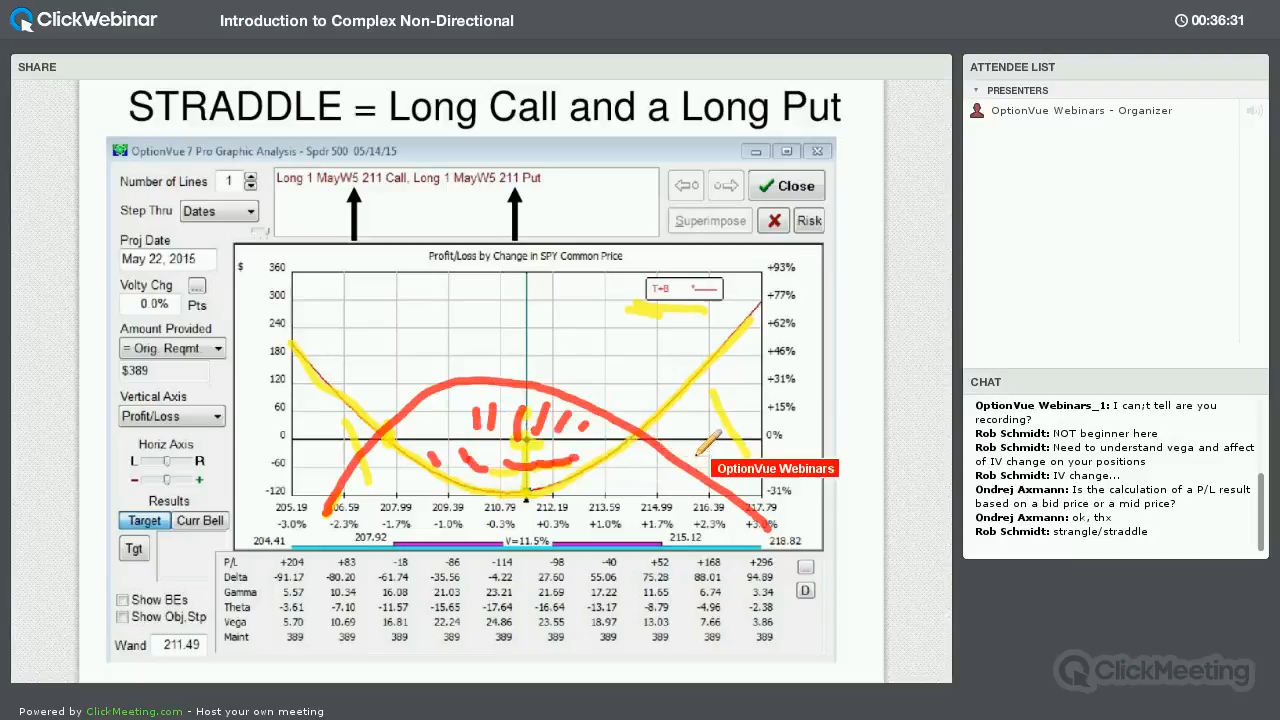 ClickWebinar
Introduction to Complex Non-Directional
00:36:31
SHARE
STRADDLE = Long Call and a Long Put
OptionVue 7 Pro Graphic Analysis - Spdr 500 05/14/15
Number of Lines 1
Long 1 MayW5 211 Call, Long 1 MayW5 211 Put
Close
Step Thru Dates
Superimpose
Risk
Proj Date
May 22, 2015
Volty Chg ...
0.0% Pts
Amount Provided
= Orig. Reqmt.
$389
Vertical Axis
Profit/Loss
Horiz Axis
L R
- +
Results
Target Curr Bell
Tgt
Show BEs
Show Obj.Stp
Wand 211.49
Profit/Loss by Change in SPY Common Price
$ 360 +93%
T+8
300 +77%
240 +62%
180 +46%
120 +31%
60 +15%
0 0%
-60
-120 -31%
OptionVue Webinars
205.19 206.59 207.99 209.39 210.79 212.19 213.59 214.99 216.39 217.79
-3.0% -2.3% -1.7% -1.0% -0.3% +0.3% +1.0% +1.7% +2.3% +3.0%
204.41 207.92 V=11.5% 215.12 218.82
P/L +204 +83 -18 -86 -114 -98 -40 +52 +168 +296
Delta -91.17 -80.20 -61.74 -35.56 -4.22 27.60 55.06 75.28 88.01 94.89
Gamma 5.57 10.34 16.08 21.03 23.21 21.69 17.22 11.65 6.74 3.34
Theta -3.61 -7.10 -11.57 -15.65 -17.64 -16.64 -13.17 -8.79 -4.96 -2.38
Vega 5.70 10.69 16.81 22.24 24.86 23.55 18.97 13.03 7.66 3.86
Maint 389 389 389 389 389 389 389 389 389 389
...
D
ATTENDEE LIST
PRESENTERS
OptionVue Webinars - Organizer
CHAT
OptionVue Webinars_1: I can;t tell are you
recording?
Rob Schmidt: NOT beginner here
Rob Schmidt: Need to understand vega and affect
of IV change on your positions
Rob Schmidt: IV change...
Ondrej Axmann: Is the calculation of a P/L result
based on a bid price or a mid price?
Ondrej Axmann: ok, thx
Rob Schmidt: strangle/straddle
ClickMeeting
Powered by ClickMeeting.com - Host your own meeting